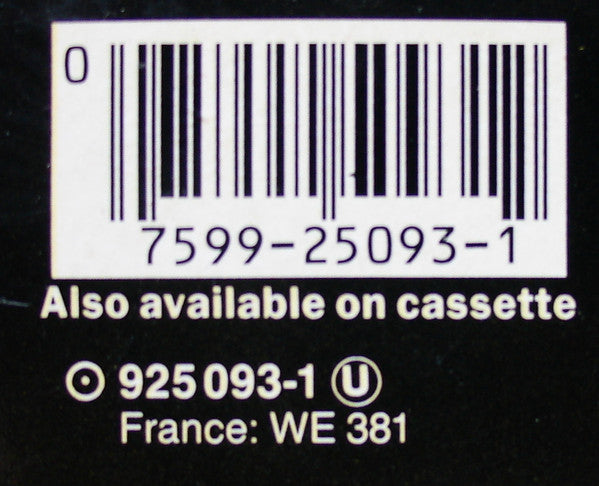 0
7599-25093-1
Also available on cassette
925 093-1 U
France: WE 381